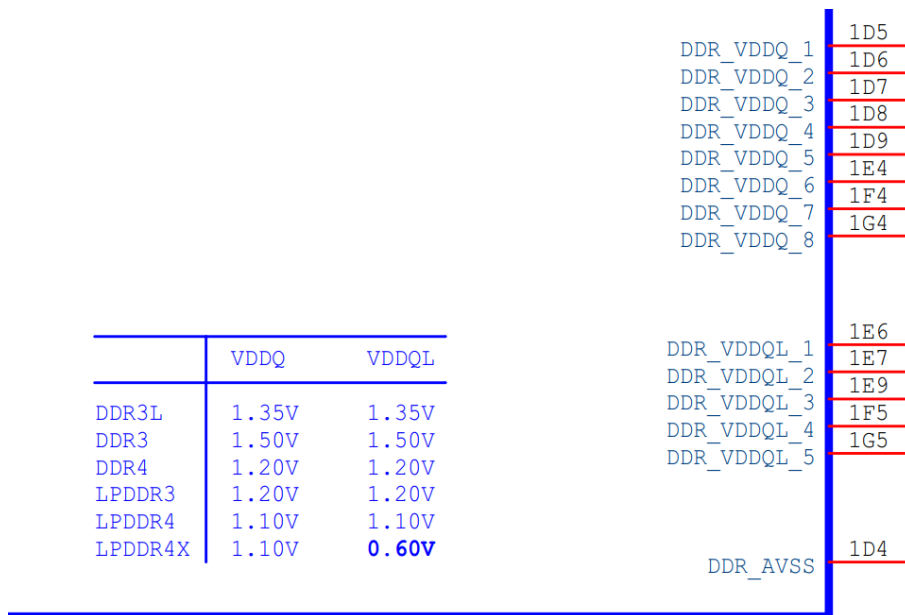 1D5
DDR_VDDQ_1
1D6
DDR_VDDQ_2
1D7
DDR_VDDQ_3
1D8
DDR_VDDQ_4
1D9
DDR_VDDQ_5
1E4
DDR_VDDQ_6
1F4
DDR_VDDQ_7
1G4
DDR_VDDQ_8
1E6
DDR_VDDQL_1
1E7
DDR_VDDQL_2
1E9
DDR_VDDQL_3
1F5
DDR_VDDQL_4
1G5
DDR_VDDQL_5
1D4
DDR_AVSS
VDDQ VDDQL
DDR3L 1.35V 1.35V
DDR3 1.50V 1.50V
DDR4 1.20V 1.20V
LPDDR3 1.20V 1.20V
LPDDR4 1.10V 1.10V
LPDDR4X 1.10V 0.60V